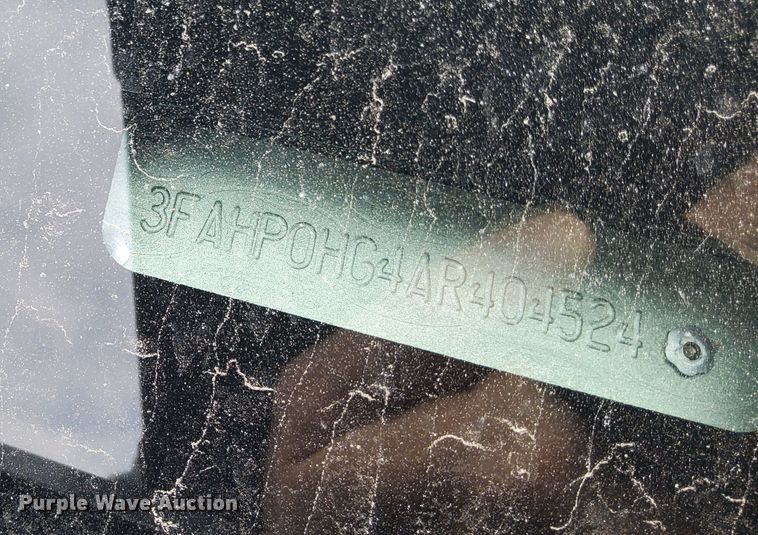 3FAHP0HG4AR404524
Purple Wave Auction